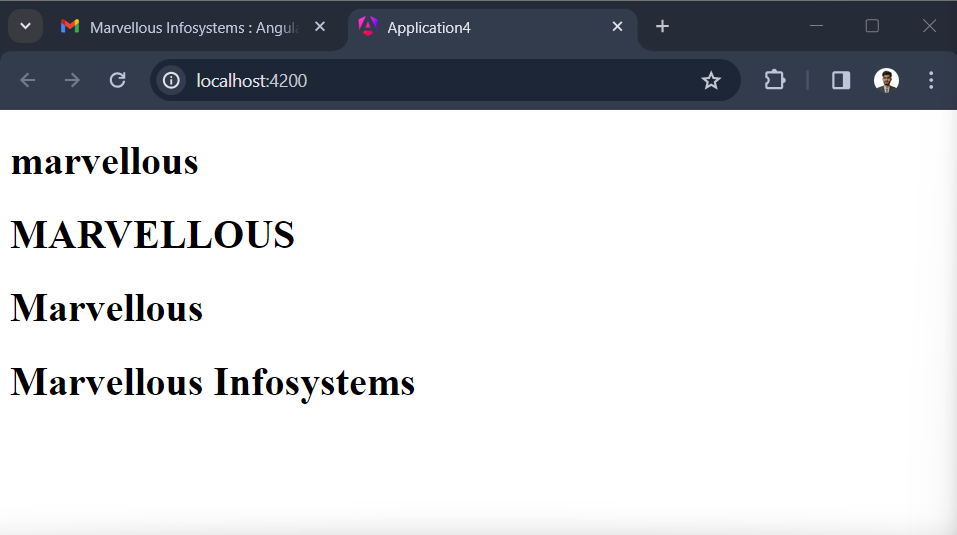 Marvellous Infosystems : Angula
Application4
localhost:4200
marvellous
MARVELLOUS
Marvellous
Marvellous Infosystems